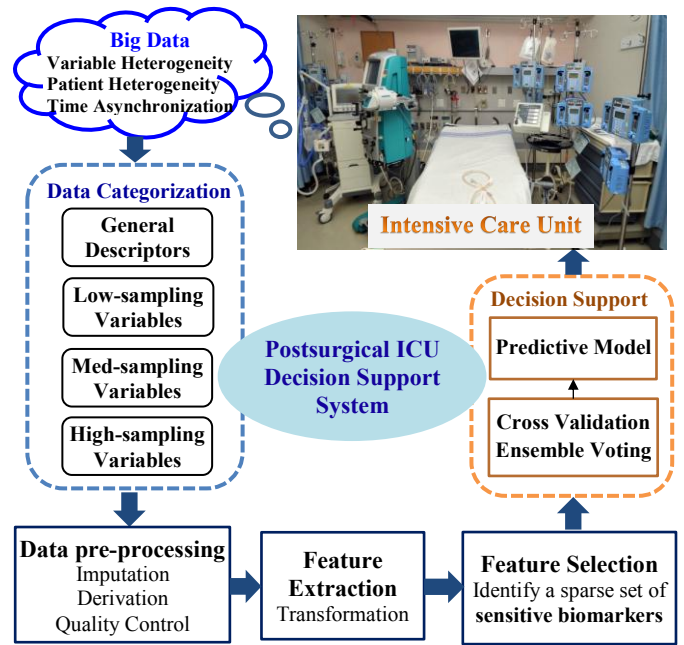 Big Data
Variable Heterogeneity
Patient Heterogeneity
Time Asynchronization
Data Categorization
General
Descriptors
Low-sampling
Variables
Med-sampling
Variables
High-sampling
Variables
Data pre-processing
Imputation
Derivation
Quality Control
Feature
Extraction
Transformation
Feature Selection
Identify a sparse set of
sensitive biomarkers
Decision Support
Predictive Model
Cross Validation
Ensemble Voting
Intensive Care Unit
Postsurgical ICU
Decision Support
System